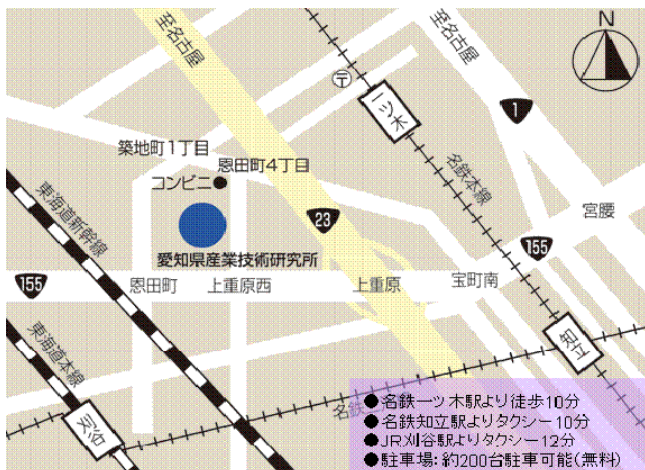 至名古屋
至名古屋
N
〒
一ツ木
1
築地町1丁目
恩田町4丁目
コンビニ
名鉄本線
東海道新幹線
23
宮腰
155
愛知県産業技術研究所
155
恩田町
上重原西
上重原
宝町南
東海道本線
知立
名鉄
●名鉄一ツ木駅より徒歩10分
●名鉄知立駅よりタクシー10分
●JR刈谷駅よりタクシー12分
●駐車場：約200台駐車可能（無料）